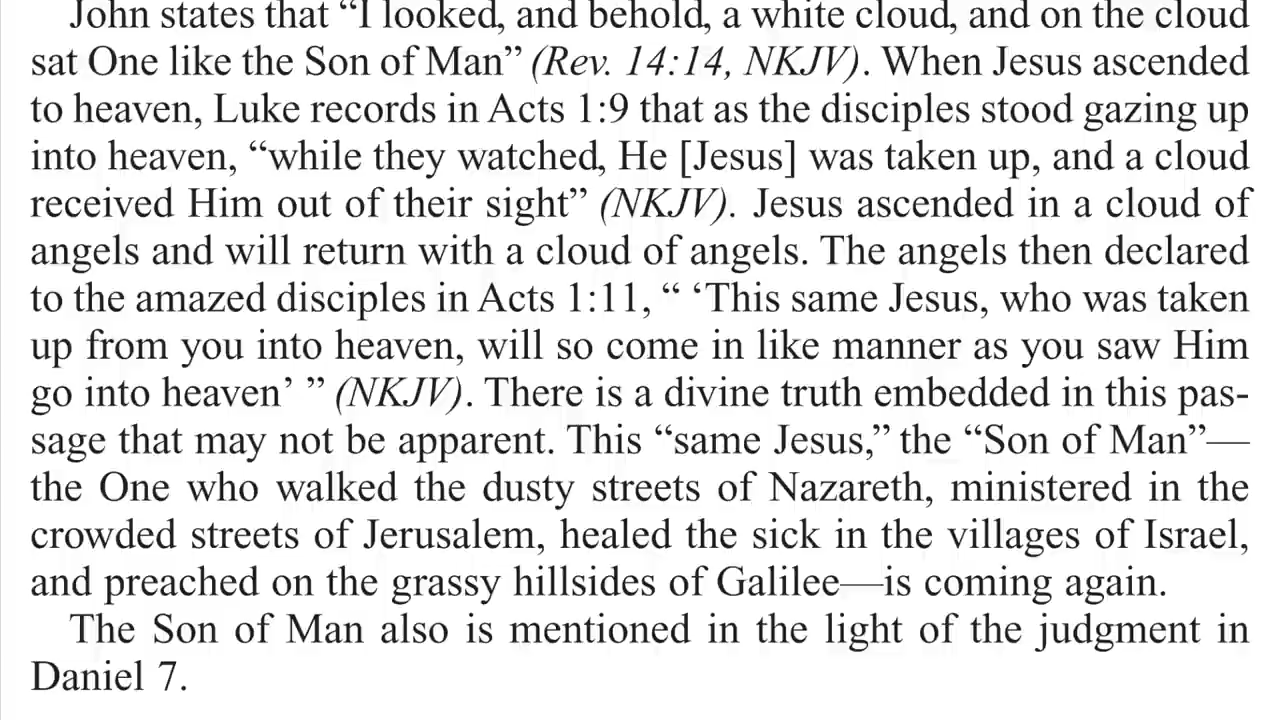 John states that “I looked, and behold, a white cloud, and on the cloud
sat One like the Son of Man” (Rev. 14:14, NKJV). When Jesus ascended
to heaven, Luke records in Acts 1:9 that as the disciples stood gazing up
into heaven, “while they watched, He [Jesus] was taken up, and a cloud
received Him out of their sight” (NKJV). Jesus ascended in a cloud of
angels and will return with a cloud of angels. The angels then declared
to the amazed disciples in Acts 1:11, “ ‘This same Jesus, who was taken
up from you into heaven, will so come in like manner as you saw Him
go into heaven’ ” (NKJV). There is a divine truth embedded in this pas-
sage that may not be apparent. This “same Jesus,” the “Son of Man”—
the One who walked the dusty streets of Nazareth, ministered in the
crowded streets of Jerusalem, healed the sick in the villages of Israel,
and preached on the grassy hillsides of Galilee—is coming again.
The Son of Man also is mentioned in the light of the judgment in
Daniel 7.